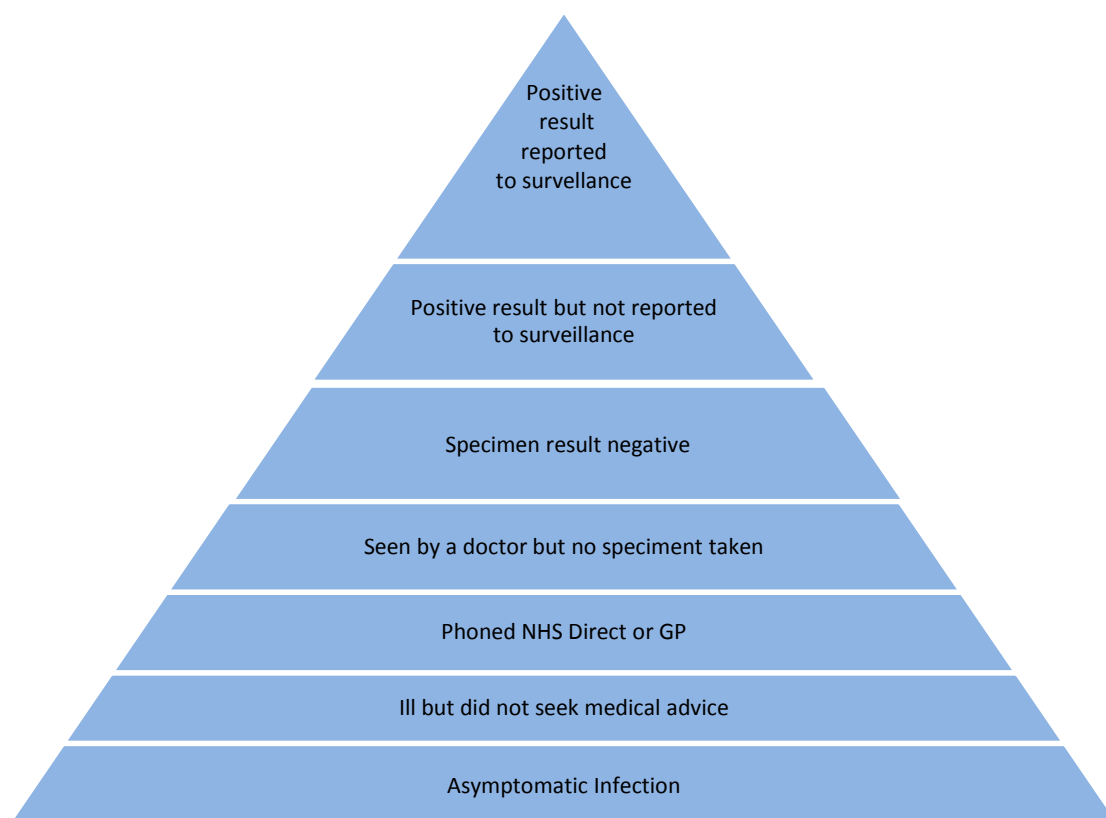 Positive
result
reported
to survellance
Positive result but not reported
to surveillance
Specimen result negative
Seen by a doctor but no speciment taken
Phoned NHS Direct or GP
Ill but did not seek medical advice
Asymptomatic Infection